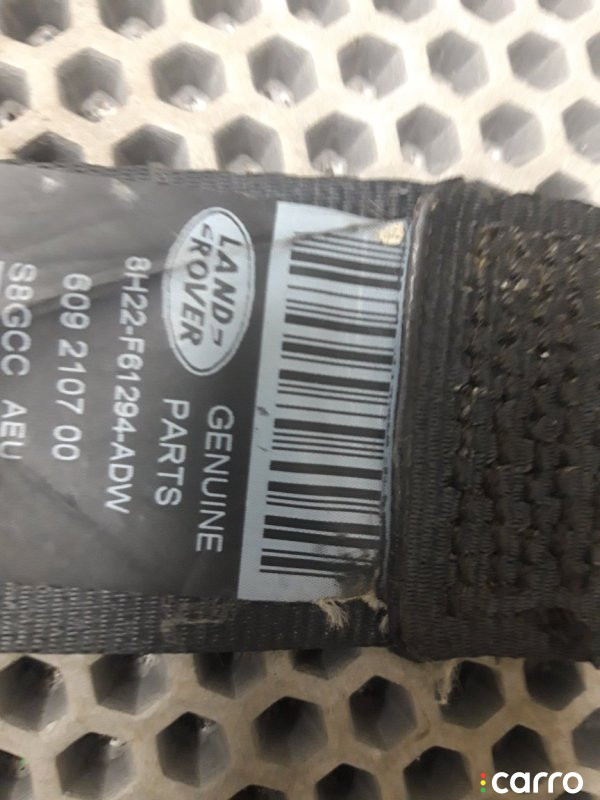 LAND
ROVER
GENUINE
PARTS
8H22-F61294-ADW
609 2107 00
S8GCC AEU
carro